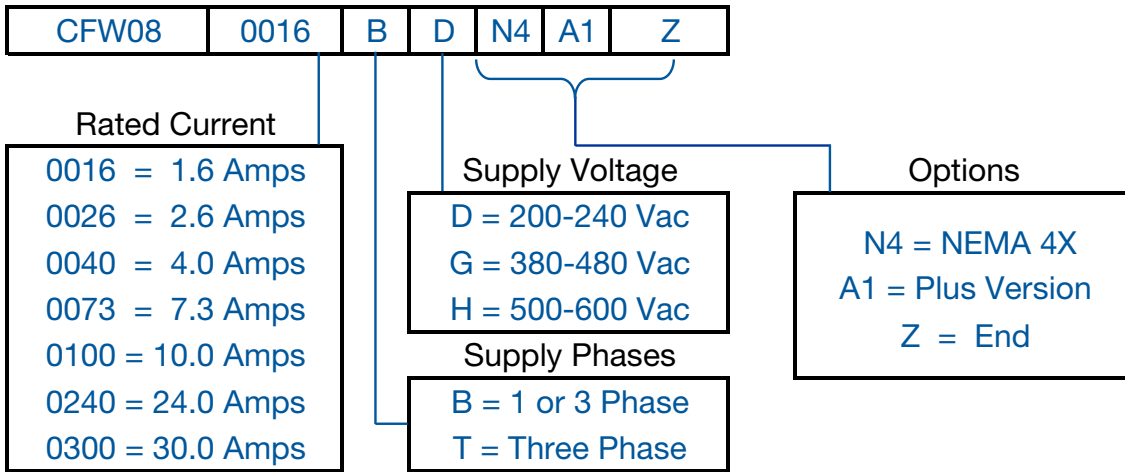 CFW08 0016 B D N4 A1 Z
Rated Current
0016 = 1.6 Amps
0026 = 2.6 Amps
0040 = 4.0 Amps
0073 = 7.3 Amps
0100 = 10.0 Amps
0240 = 24.0 Amps
0300 = 30.0 Amps
Supply Voltage
D = 200-240 Vac
G = 380-480 Vac
H = 500-600 Vac
Supply Phases
B = 1 or 3 Phase
T = Three Phase
Options
N4 = NEMA 4X
A1 = Plus Version
Z = End